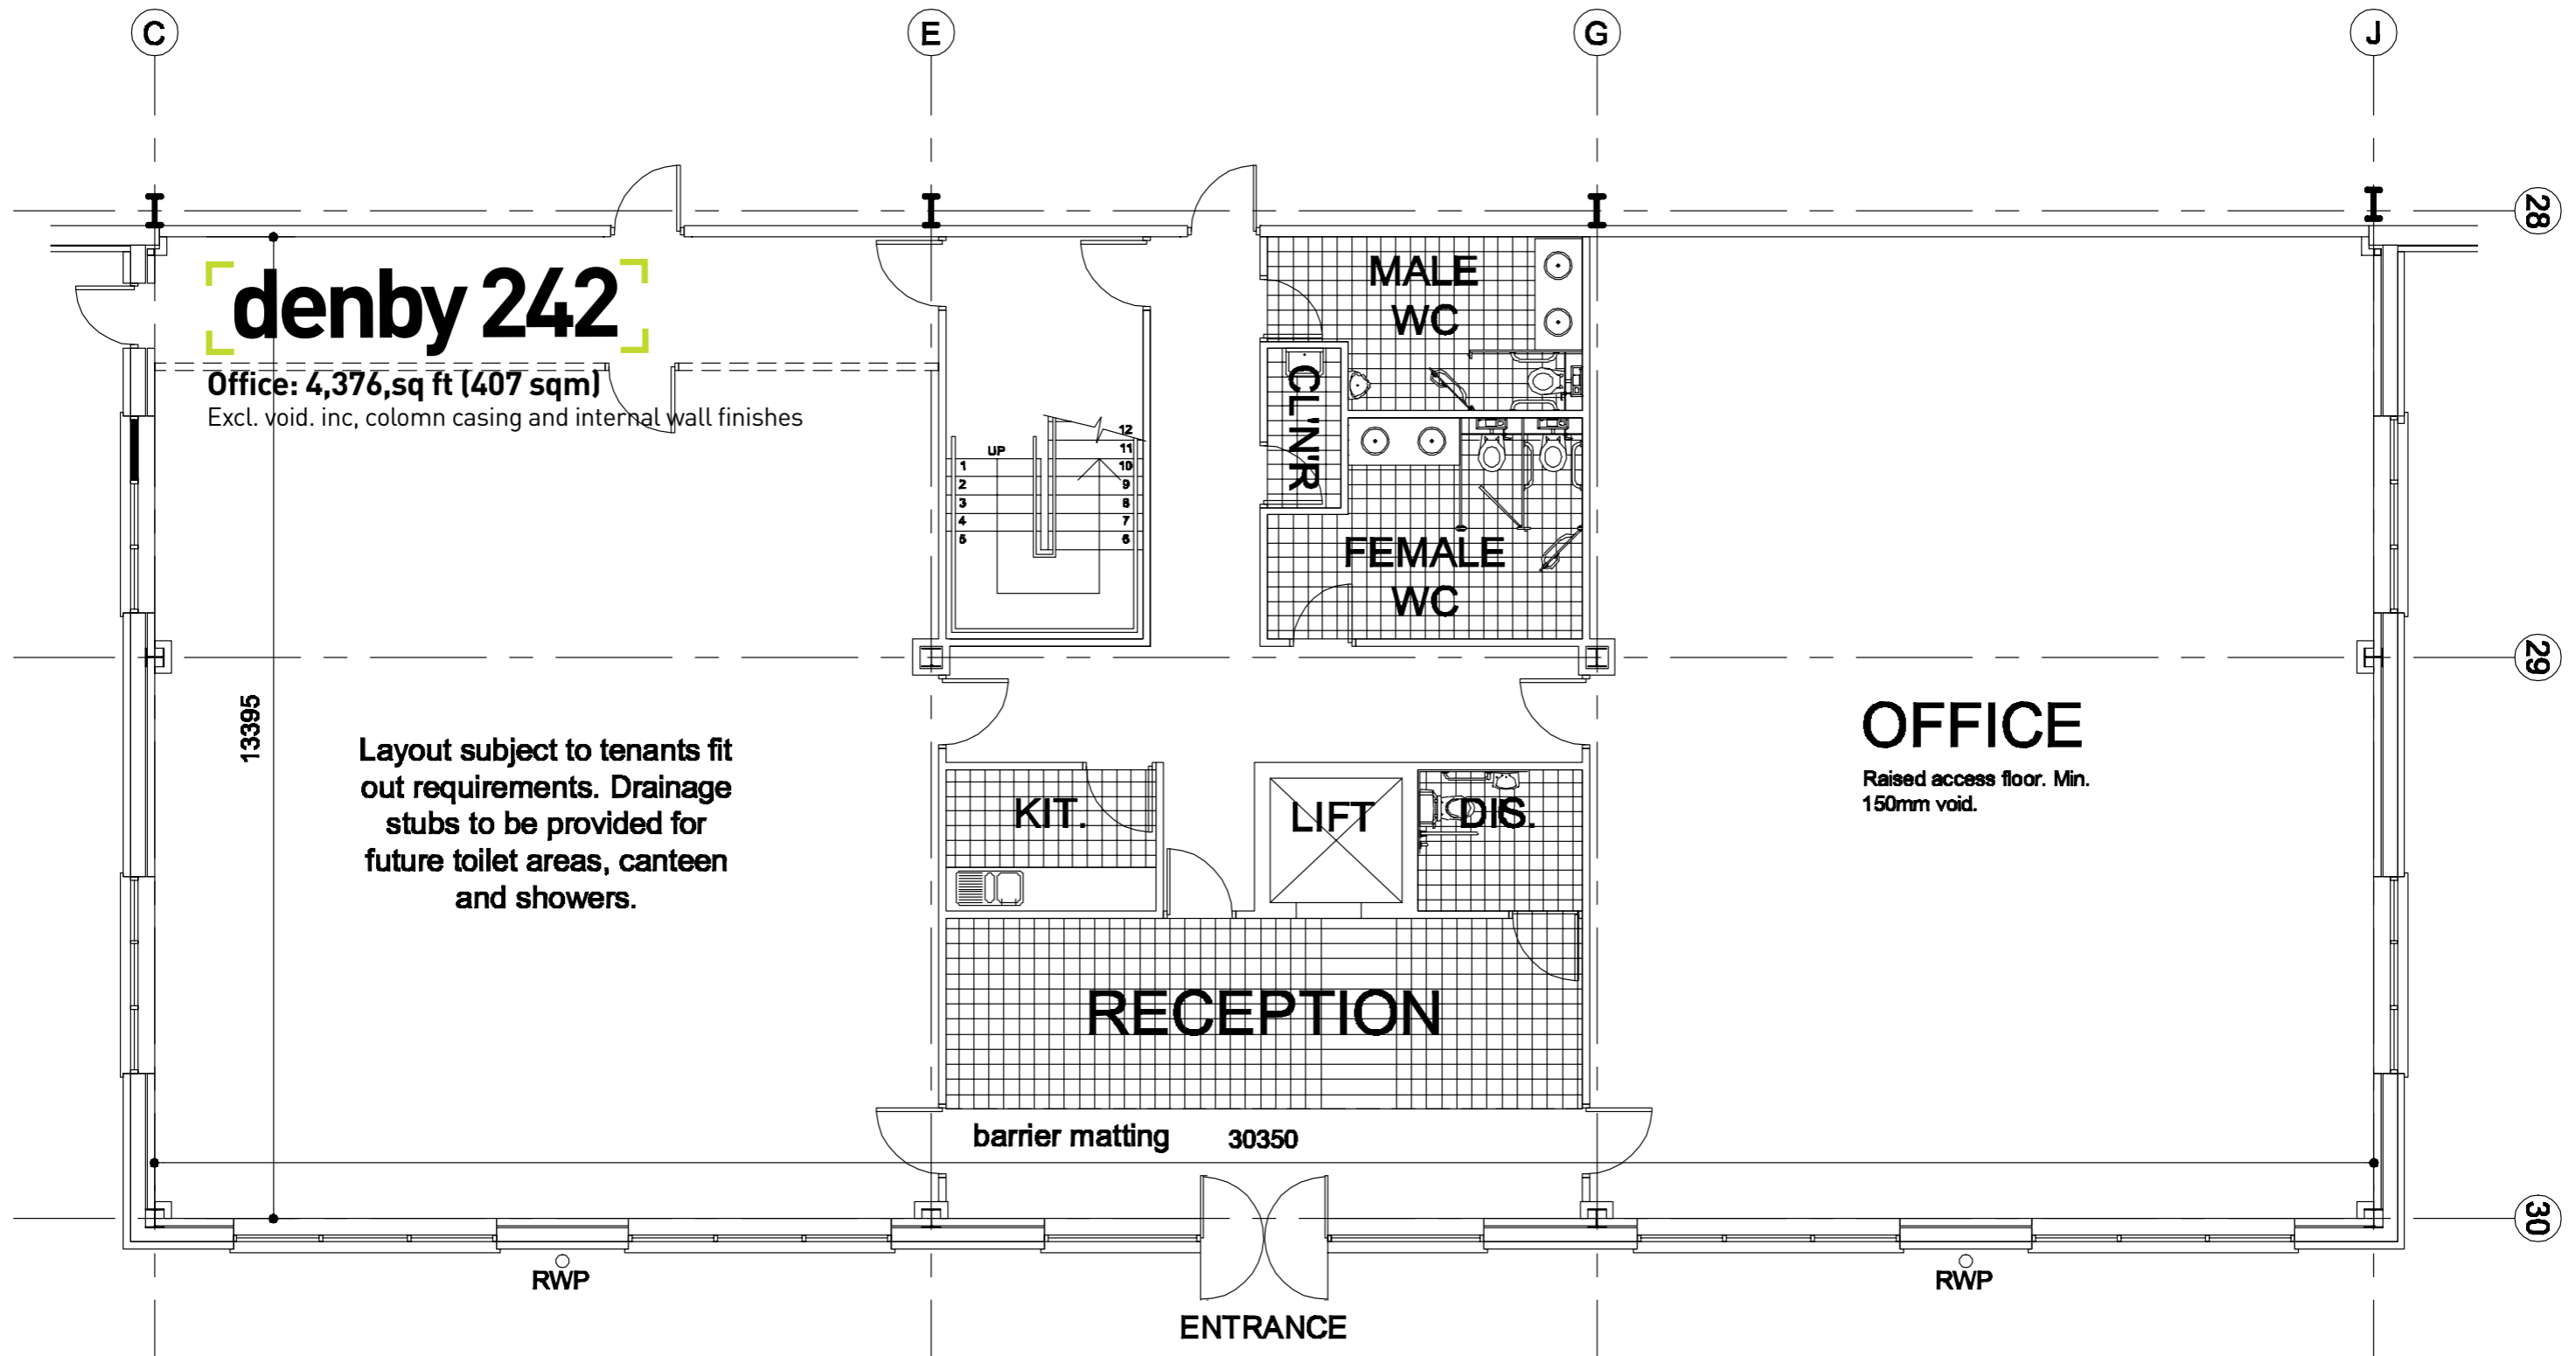 C
E
G
J
28
denby 242
Office: 4,376,sq ft (407 sqm)
Excl. void. inc, colomn casing and internal wall finishes
MALE
WC
CL'N'R
UP
1
2
3
4
5
12
11
10
9
8
7
6
FEMALE
WC
29
13395
Layout subject to tenants fit
out requirements. Drainage
stubs to be provided for
future toilet areas, canteen
and showers.
OFFICE
Raised access floor. Min.
150mm void.
KIT.
LIFT
DIS.
RECEPTION
barrier matting
30350
30
RWP
RWP
ENTRANCE